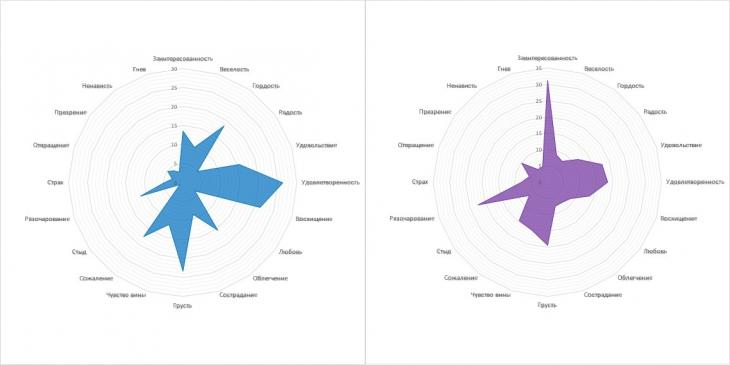 Заинтересованность
Веселость
Гордость
Радость
Удовольствие
Удовлетворенность
Восхищение
Любовь
Облегчение
Сострадание
Грусть
Чувство вины
Сожаление
Стыд
Разочарование
Страх
Отвращение
Презрение
Ненависть
Гнев
30
25
20
15
10
5
0
Заинтересованность
Веселость
Гордость
Радость
Удовольствие
Удовлетворенность
Восхищение
Любовь
Облегчение
Сострадание
Грусть
Чувство вины
Сожаление
Стыд
Разочарование
Страх
Отвращение
Презрение
Ненависть
Гнев
35
30
25
20
15
10
5
0